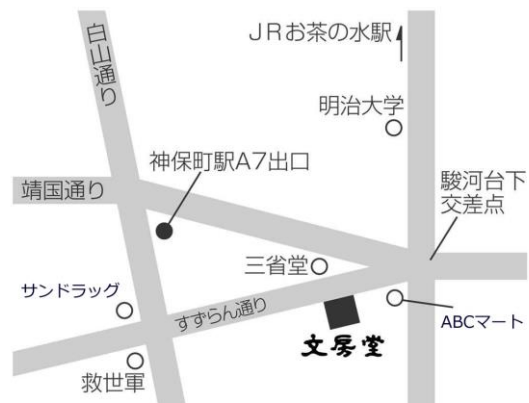 白山通り
JRお茶の水駅
明治大学
神保町駅A7出口
靖国通り
駿河台下
交差点
三省堂
サンドラッグ
すずらん通り
ABCマート
文房堂
救世軍